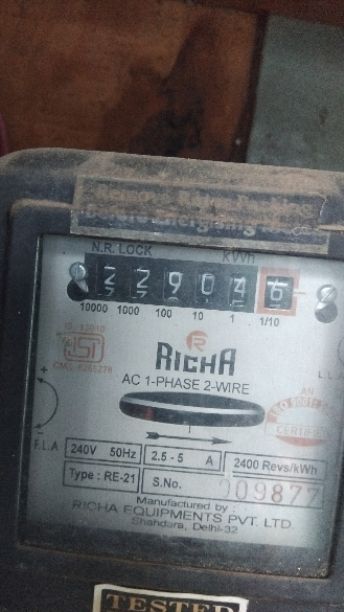 N.R. LOCK KWh
2 2 9 0 4 6
10000 1000 100 10 1 1/10
R
RICHA
AC 1-PHASE 2-WIRE
ISI
F.L.A
240V 50Hz 2.5 - 5 A 2400 Revs/kWh
Type : RE-21 S.No. 09877
Manufactured by :
RICHA EQUIPMENTS PVT. LTD.
Shahdara, Delhi-32
TESTED